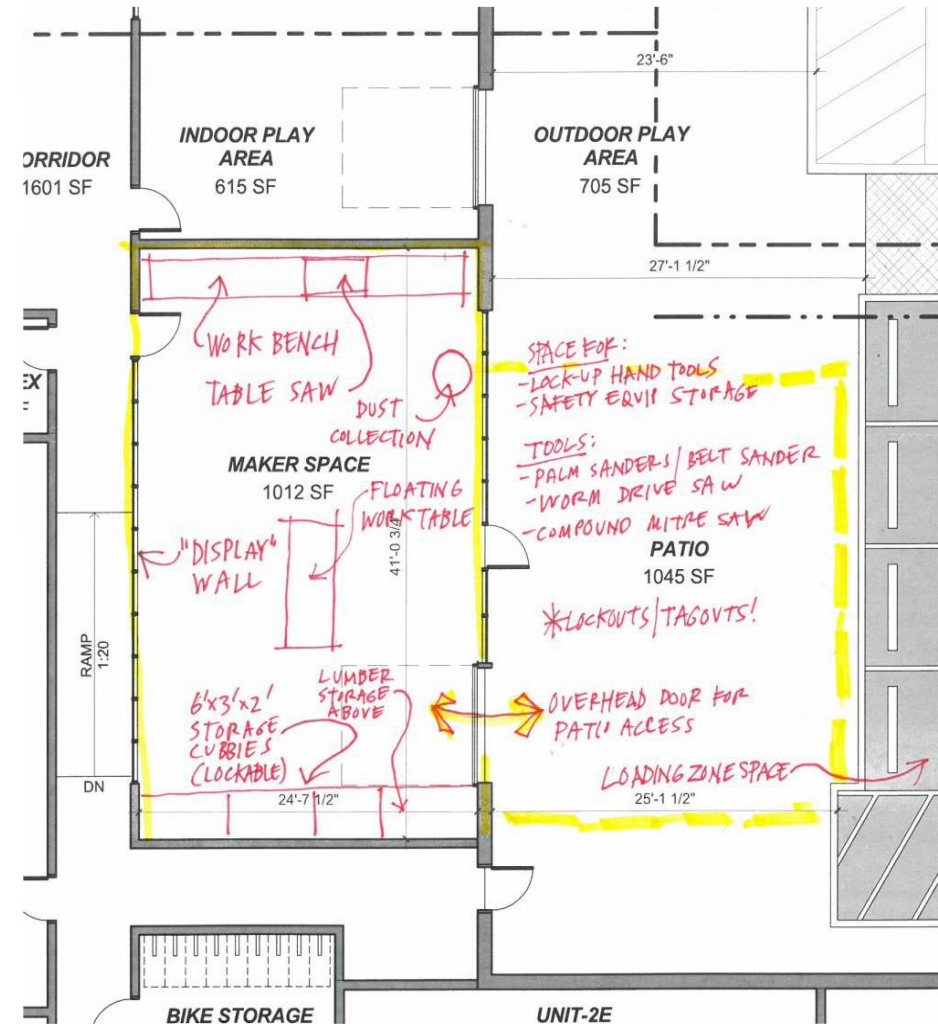 23'-6"
INDOOR PLAY
AREA
615 SF
OUTDOOR PLAY
AREA
705 SF
ORRIDOR
1601 SF
27'-1 1/2"
WORK BENCH
TABLE SAW
DUST
COLLECTION
SPACE FOR:
-LOCK-UP HAND TOOLS
-SAFETY EQUIP STORAGE
TOOLS:
-PALM SANDERS/BELT SANDER
-WORM DRIVE SAW
-COMPOUND MITRE SAW
EX
MAKER SPACE
1012 SF
FLOATING
WORKTABLE
41'-0 3/4"
"DISPLAY"
WALL
PATIO
1045 SF
*LOCKOUTS/TAGOUTS!
RAMP
1:20
DN
6'x3'x2'
STORAGE
CUBBIES
(LOCKABLE)
LUMBER
STORAGE
ABOVE
OVERHEAD DOOR FOR
PATIO ACCESS
LOADING ZONE SPACE
24'-7 1/2"
25'-1 1/2"
BIKE STORAGE
UNIT-2E